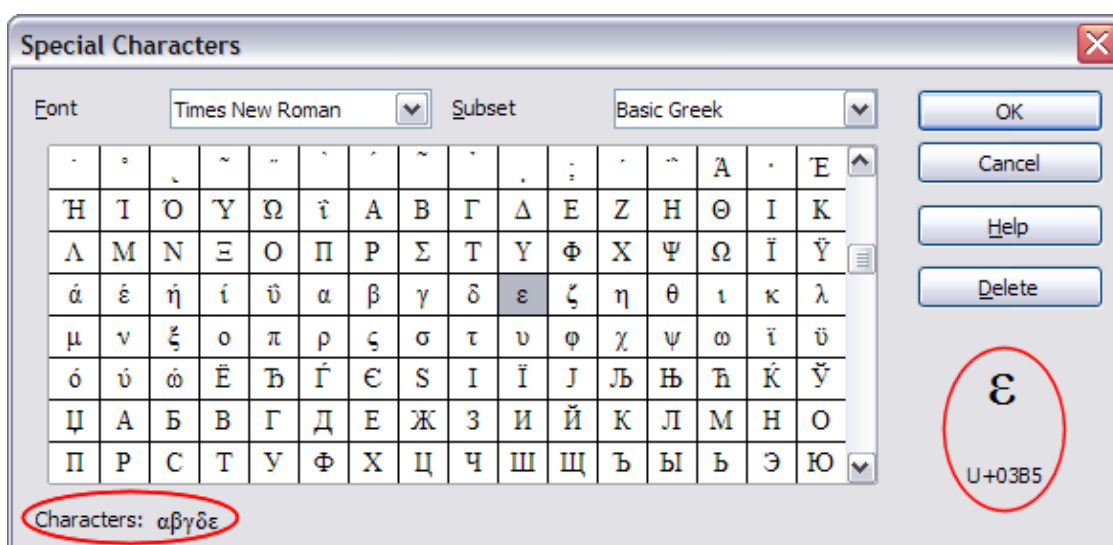 Special Characters
Font Times New Roman Subset Basic Greek OK
Cancel
Help
Delete
΄ Ά · Έ
Ή Ί Ό Ύ Ω ΐ Α Β Γ Δ Ε Ζ Η Θ Ι Κ
Λ Μ Ν Ξ Ο Π Ρ Σ Τ Υ Φ Χ Ψ Ω Ϊ Ϋ
ά έ ή ί ΰ α β γ δ ε ζ η θ ι κ λ
μ ν ξ ο π ρ ς σ τ υ φ χ ψ ω ϊ ϋ
ό ύ ώ Ё Ђ Ѓ Є Ѕ І Ї Ј Љ Њ Ћ Ќ Ў
Џ А Б В Г Д Е Ж З И Й К Л М Н О
П Р С Т У Ф Х Ц Ч Ш Щ Ъ Ы Ь Э Ю
ε
U+03B5
Characters: αβγδε